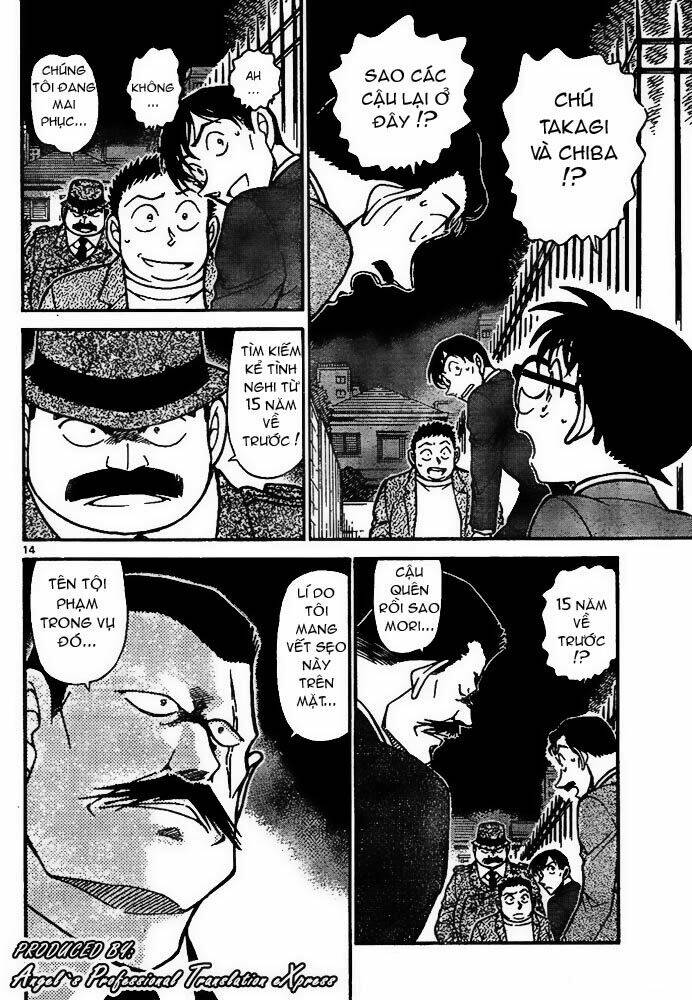 CHÚ
TAKAGI
VÀ CHIBA
!?
SAO CÁC
CẬU LẠI Ở
ĐÂY !?
AH
...
KHÔNG
...
CHÚNG
TÔI ĐANG
MAI
PHỤC...
TÌM KIẾM
KẺ TÌNH
NGHI TỪ
15 NĂM
VỀ
TRƯỚC !
14
15 NĂM
VỀ
TRƯỚC
!?
CẬU
QUÊN
RỒI SAO
MORI...
LÍ DO
TÔI
MANG
VẾT SẸO
NÀY
TRÊN
MẶT...
TÊN TỘI
PHẠM
TRONG VỤ
ĐÓ...
PRODUCED BY:
Angel`s Professional Translation eXpress